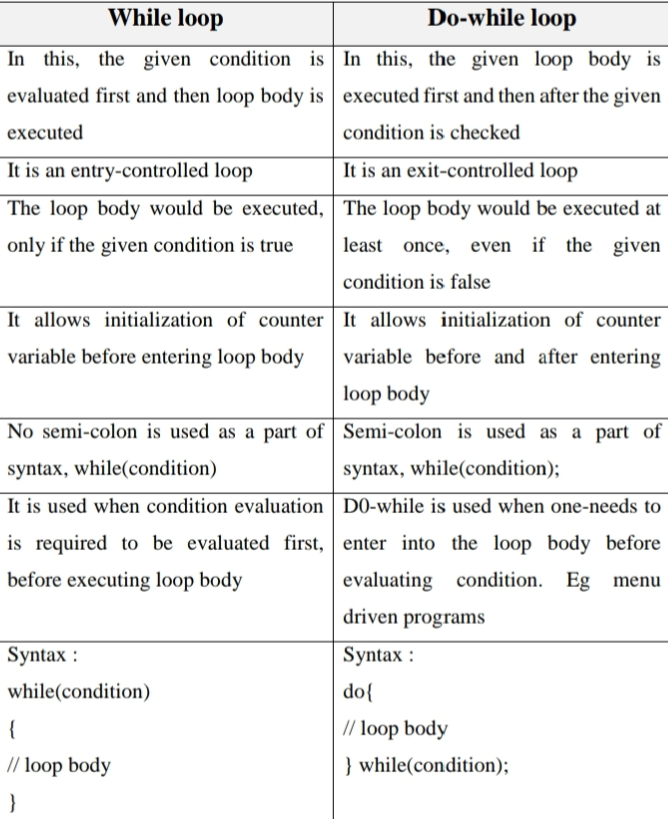 While loop
Do-while loop
In this, the given condition is
evaluated first and then loop body is
executed
In this, the given loop body is
executed first and then after the given
condition is checked
It is an entry-controlled loop
It is an exit-controlled loop
The loop body would be executed,
only if the given condition is true
The loop body would be executed at
least once, even if the given
condition is false
It allows initialization of counter
variable before entering loop body
It allows initialization of counter
variable before and after entering
loop body
No semi-colon is used as a part of
syntax, while(condition)
Semi-colon is used as a part of
syntax, while(condition);
It is used when condition evaluation
is required to be evaluated first,
before executing loop body
D0-while is used when one-needs to
enter into the loop body before
evaluating condition. Eg menu
driven programs
Syntax :
while(condition)
{
// loop body
}
Syntax :
do{
// loop body
} while(condition);